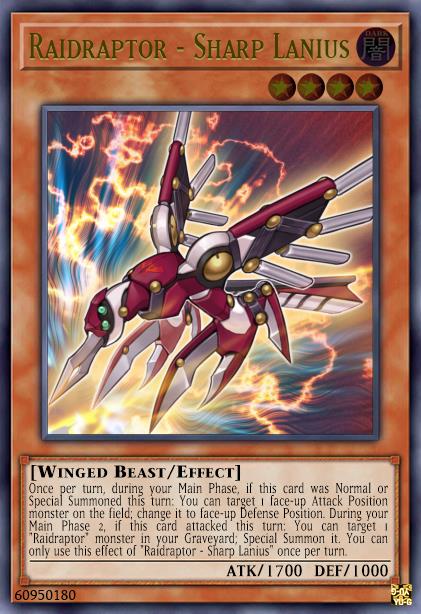 RAIDRAPTOR - SHARP LANIUS
DARK
闇
[WINGED BEAST/EFFECT]
Once per turn, during your Main Phase, if this card was Normal or
Special Summoned this turn: You can target 1 face-up Attack Position
monster on the field; change it to face-up Defense Position. During your
Main Phase 2, if this card attacked this turn: You can target 1
"Raidraptor" monster in your Graveyard; Special Summon it. You can
only use this effect of "Raidraptor - Sharp Lanius" once per turn.
ATK/1700 DEF/1000
60950180